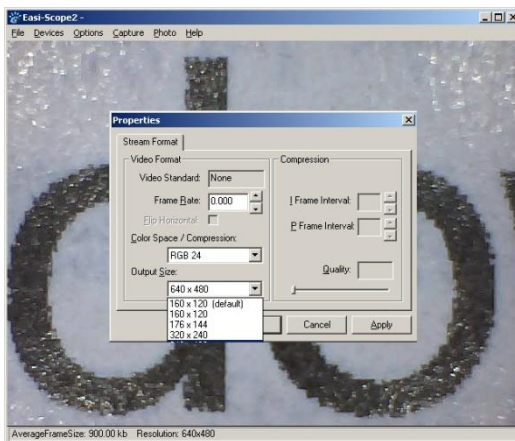 Easi-Scope2 -
File Devices Options Capture Photo Help
Properties
Stream Format
Video Format
Video Standard: None
Frame Rate: 0.000
Flip Horizontal
Color Space / Compression:
RGB 24
Output Size:
640 x 480
160 x 120 (default)
160 x 120
176 x 144
320 x 240
Compression
I Frame Interval:
P Frame Interval:
Quality:
Cancel
Apply
AverageFrameSize: 900.00 kb Resolution: 640x480